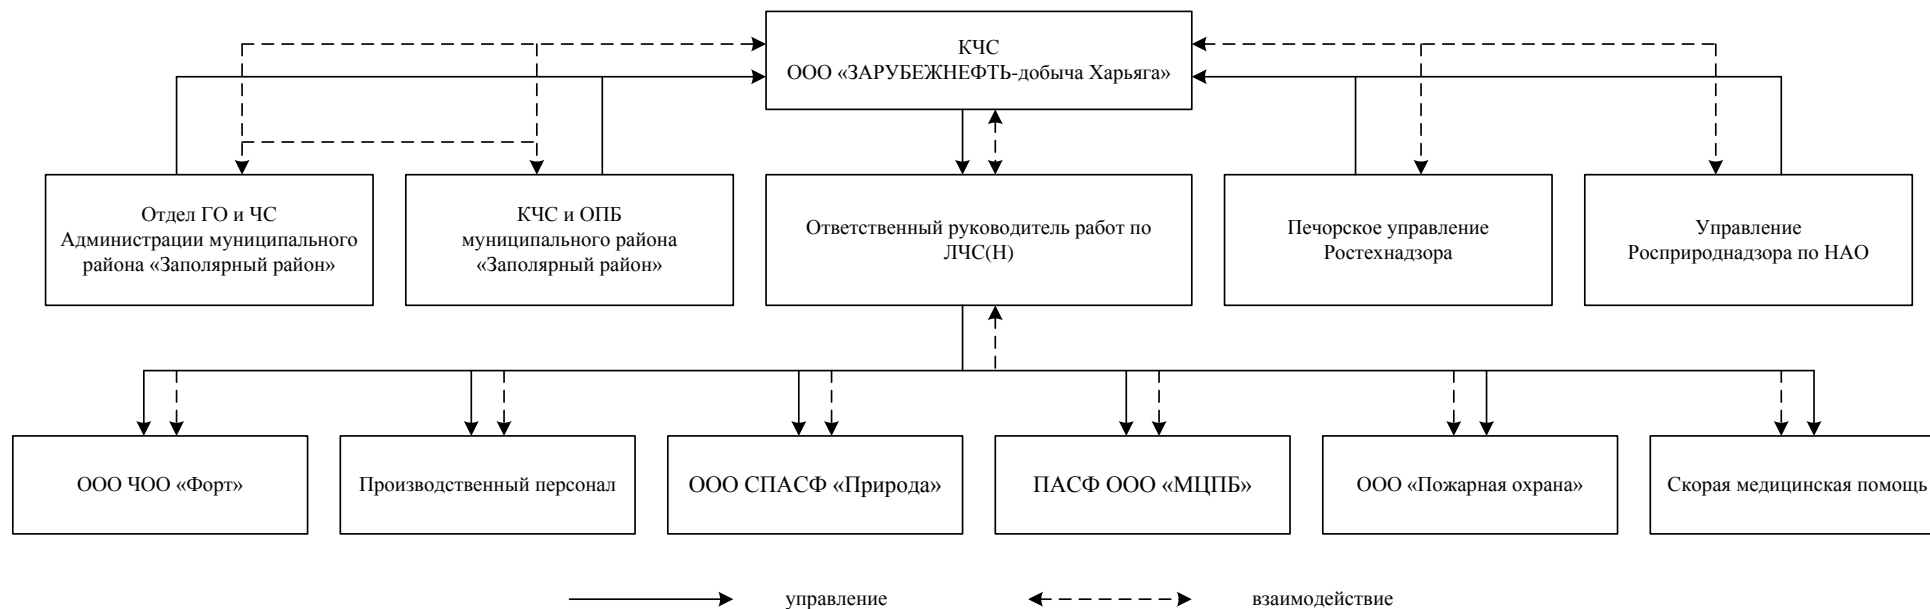 КЧС
ООО «ЗАРУБЕЖНЕФТЬ-добыча Харьяга»
Отдел ГО и ЧС
Администрации муниципального
района «Заполярный район»
КЧС и ОПБ
муниципального района
«Заполярный район»
Ответственный руководитель работ по
ЛЧС(Н)
Печорское управление
Ростехнадзора
Управление
Росприроднадзора по НАО
ООО ЧОО «Форт»
Производственный персонал
ООО СПАСФ «Природа»
ПАСФ ООО «МЦПБ»
ООО «Пожарная охрана»
Скорая медицинская помощь
управление
взаимодействие